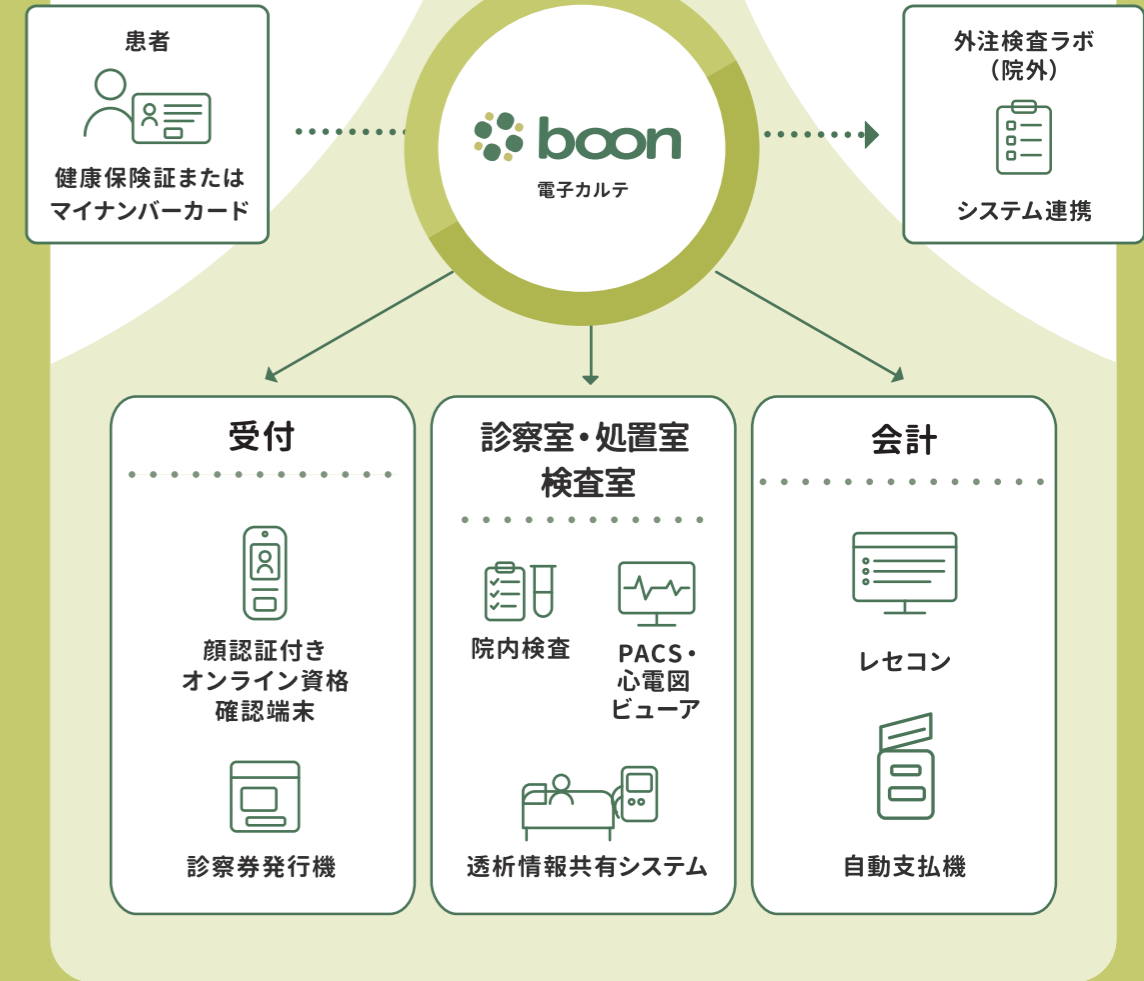 患者
健康保険証または
マイナンバーカード
boon
電子カルテ
外注検査ラボ
（院外）
システム連携
受付
顔認証付き
オンライン資格
確認端末
診察券発行機
診察室・処置室
検査室
院内検査
PACS・
心電図
ビューア
透析情報共有システム
会計
レセコン
自動支払機